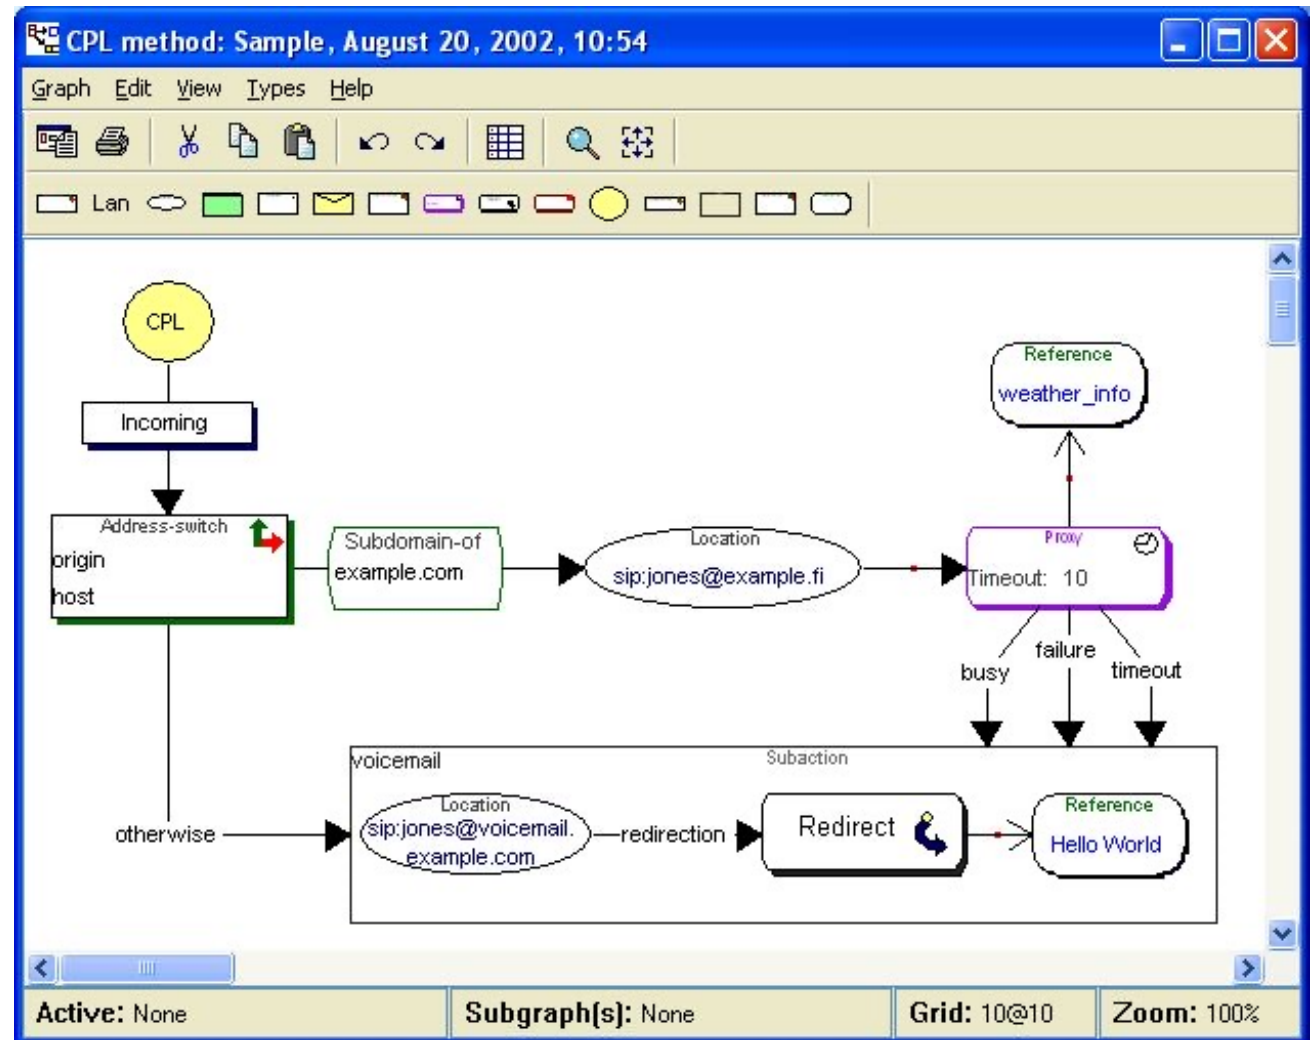 CPL method: Sample, August 20, 2002, 10:54
Graph Edit View Types Help
Lan
CPL
Incoming
Address-switch
origin
host
Subdomain-of
example.com
Location
sip:jones@example.fi
Proxy
Timeout: 10
Reference
weather_info
busy
failure
timeout
otherwise
voicemail
Subaction
Location
sip:jones@voicemail.
example.com
redirection
Redirect
Reference
Hello World
Active: None
Subgraph(s): None
Grid: 10@10
Zoom: 100%